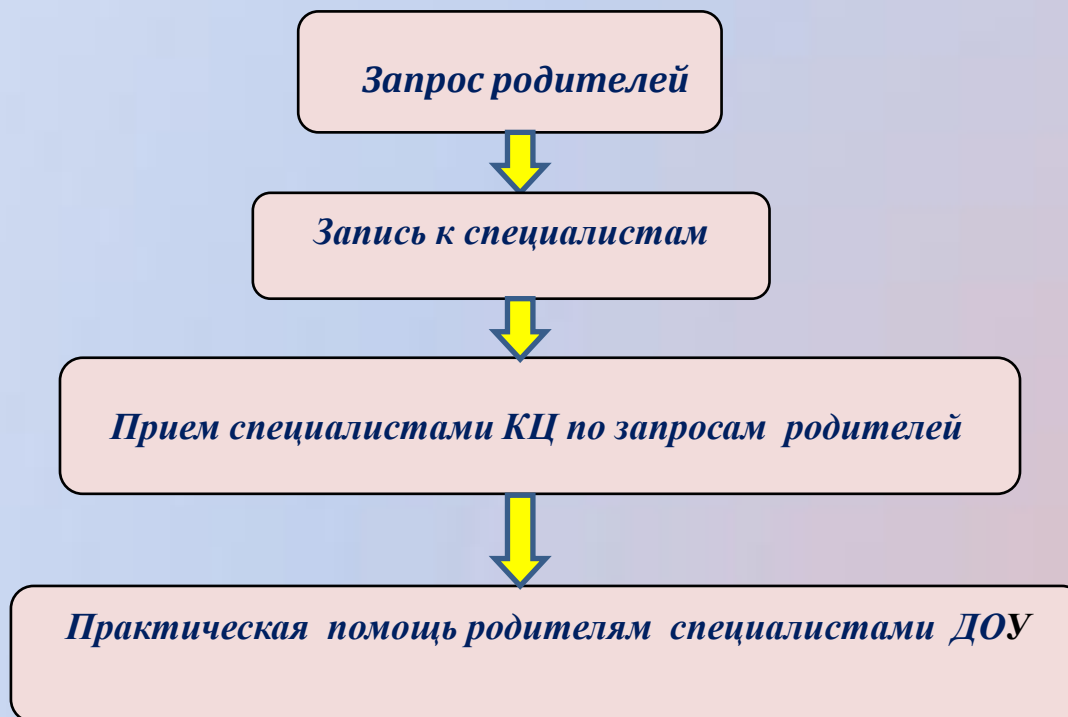 Запрос родителей
Запись к специалистам
Прием специалистами КЦ по запросам родителей
Практическая помощь родителям специалистами ДОУ